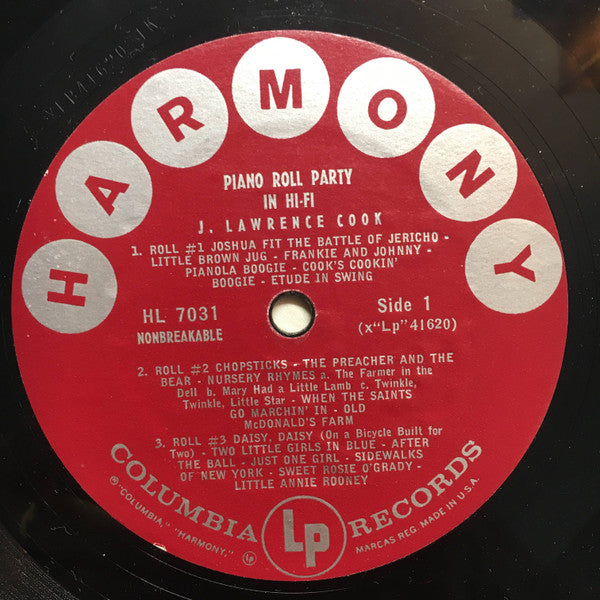 HARMONY
PIANO ROLL PARTY
IN HI-FI
J. LAWRENCE COOK
1. ROLL #1 JOSHUA FIT THE BATTLE OF JERICHO -
LITTLE BROWN JUG - FRANKIE AND JOHNNY -
PIANOLA BOOGIE - COOK'S COOKIN'
BOOGIE - ETUDE IN SWING
HL 7031
NONBREAKABLE
Side 1
(x"Lp"41620)
2. ROLL #2 CHOPSTICKS - THE PREACHER AND THE
BEAR - NURSERY RHYMES a. The Farmer in the
Dell b. Mary Had a Little Lamb c. Twinkle,
Twinkle, Little Star - WHEN THE SAINTS
GO MARCHIN' IN - OLD
McDONALD'S FARM
3. ROLL #3 DAISY, DAISY (On a Bicycle Built for
Two) - TWO LITTLE GIRLS IN BLUE - AFTER
THE BALL - JUST ONE GIRL - SIDEWALKS
OF NEW YORK - SWEET ROSIE O'GRADY -
LITTLE ANNIE ROONEY
COLUMBIA Lp RECORDS
® "COLUMBIA," "HARMONY," Lp MARCAS REG. MADE IN U.S.A.